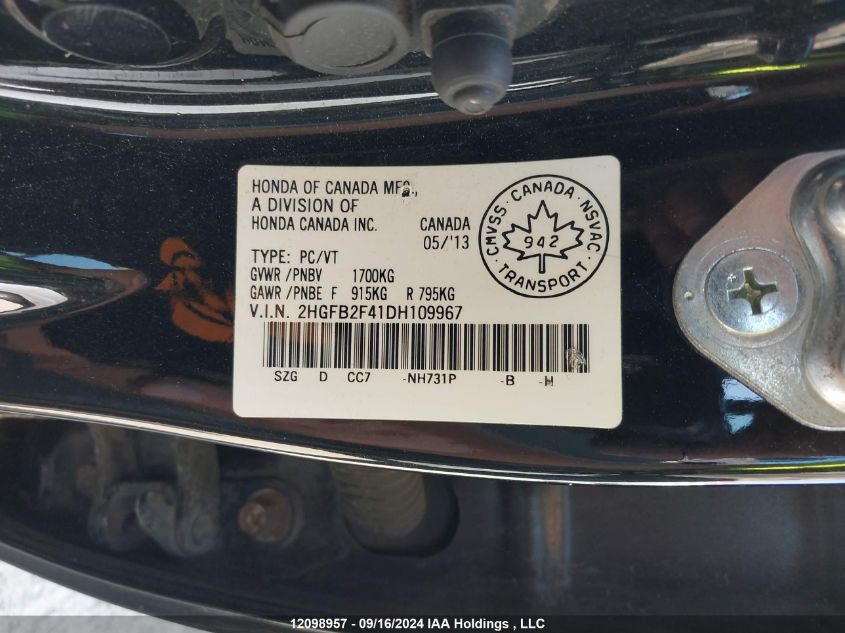 HONDA OF CANADA MFG.,
A DIVISION OF
HONDA CANADA INC. CANADA
05/'13
TYPE: PC/VT
GVWR /PNBV 1700KG
GAWR /PNBE F 915KG R 795KG
V.I.N. 2HGFB2F41DH109967
SZG D CC7 -NH731P -B -H
CMVSS · CANADA · NSVAC
942
TRANSPORT
12098957 - 09/16/2024 IAA Holdings , LLC